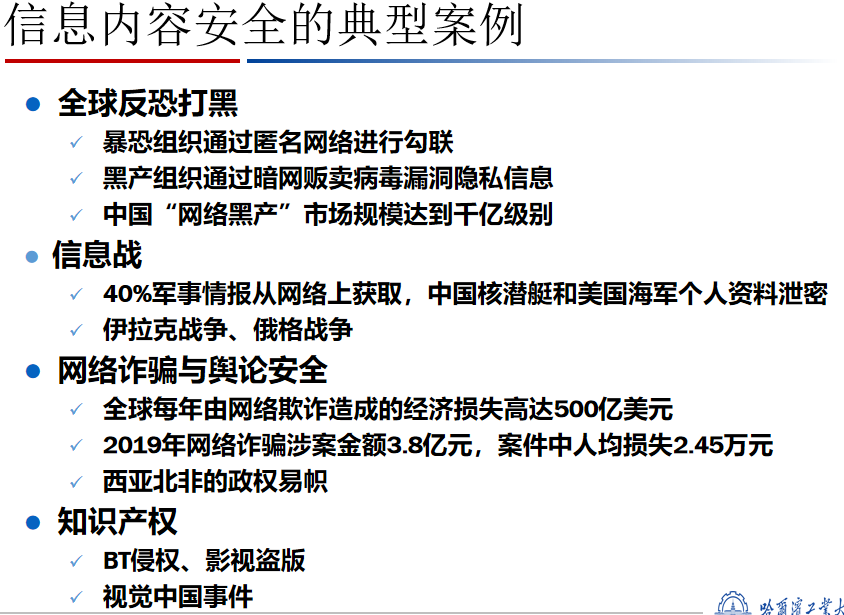 信息内容安全的典型案例
全球反恐打黑
暴恐组织通过匿名网络进行勾联
黑产组织通过暗网贩卖病毒漏洞隐私信息
中国“网络黑产”市场规模达到千亿级别
信息战
40%军事情报从网络上获取，中国核潜艇和美国海军个人资料泄密
伊拉克战争、俄格战争
网络诈骗与舆论安全
全球每年由网络欺诈造成的经济损失高达500亿美元
2019年网络诈骗涉案金额3.8亿元，案件中人均损失2.45万元
西亚北非的政权易帜
知识产权
BT侵权、影视盗版
视觉中国事件
哈爾濱工業大